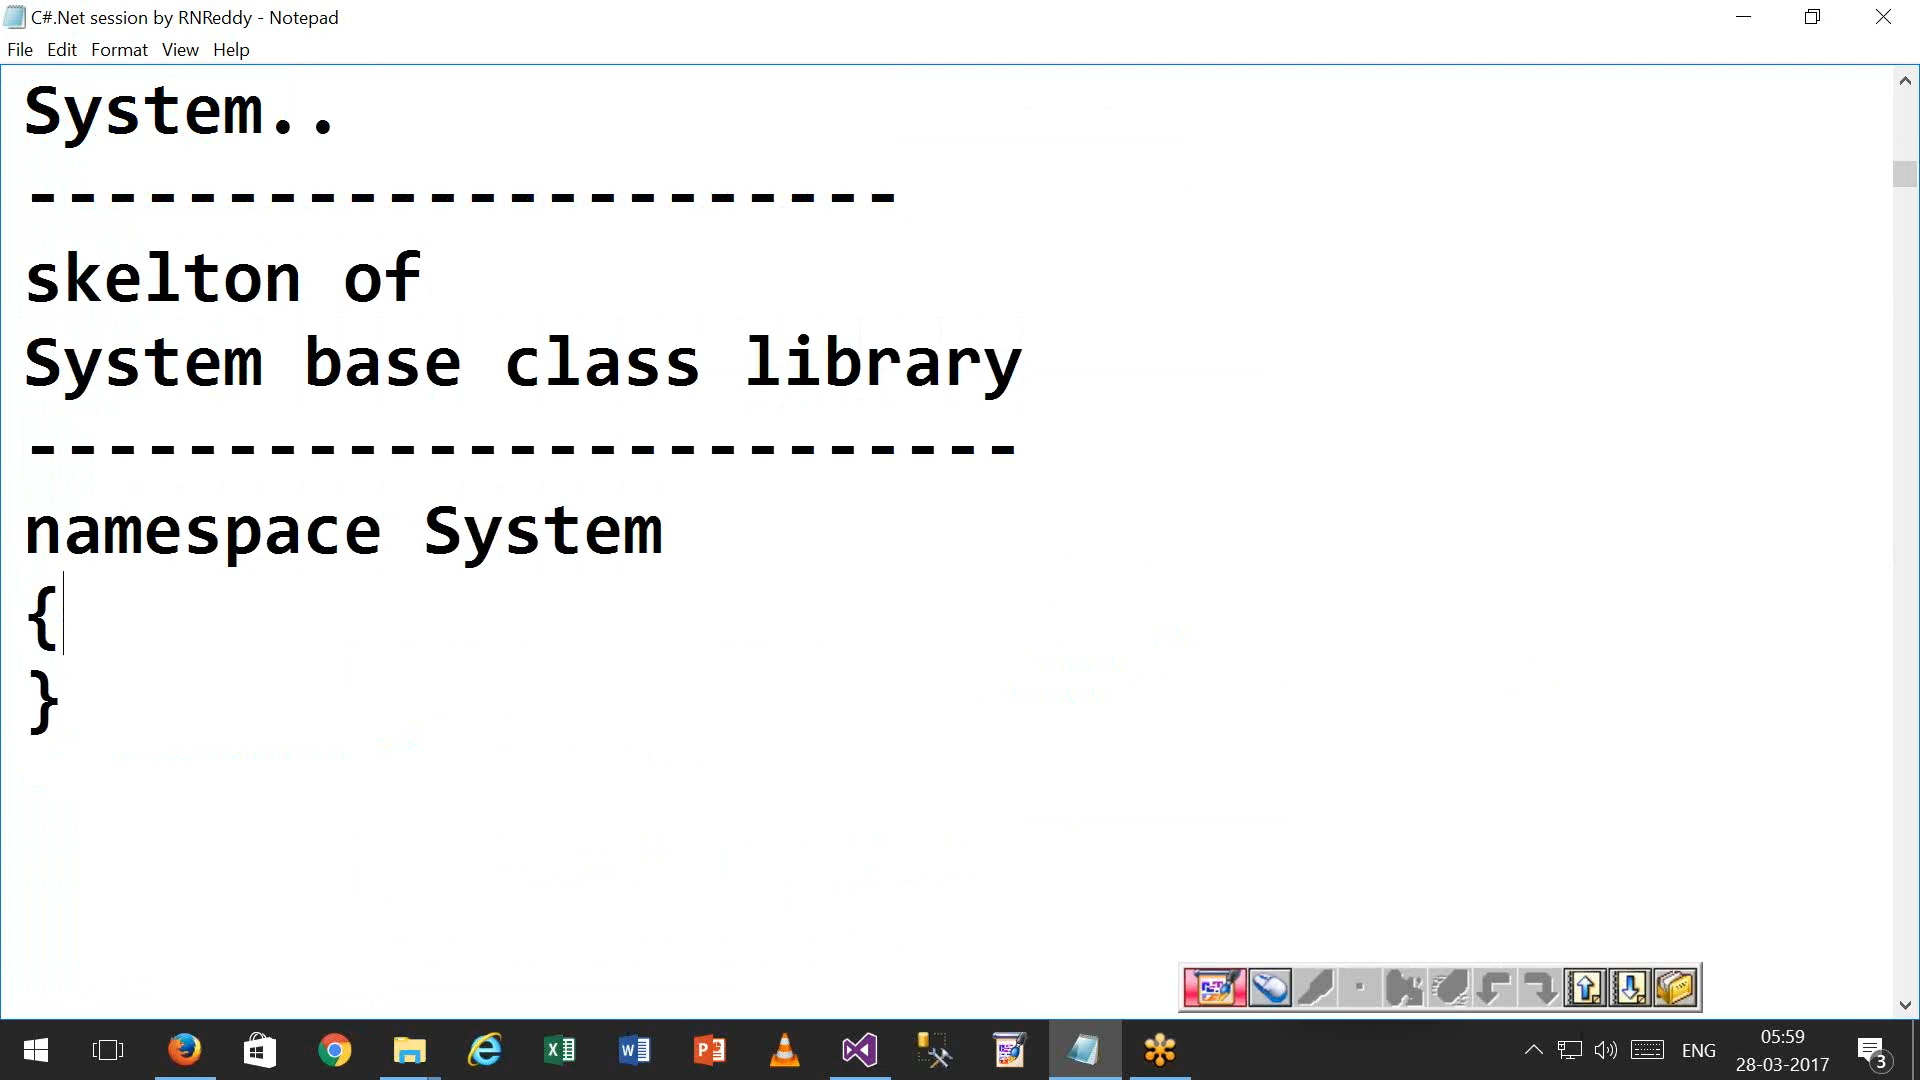 C#.Net session by RNReddy - Notepad
File Edit Format View Help
System..
----------------------
skelton of
System base class library
-------------------------
namespace System
{
}
ENG
05:59
28-03-2017
3